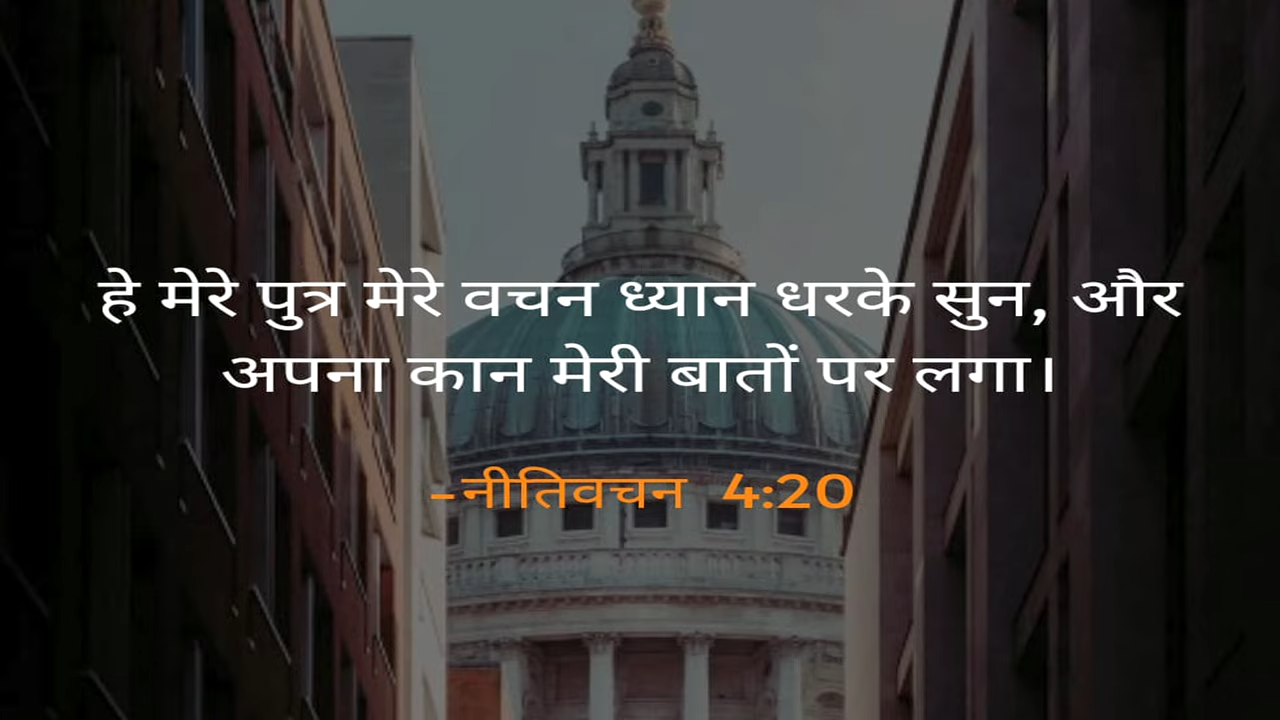 हे मेरे पुत्र मेरे वचन ध्यान धरके सुन, और
अपना कान मेरी बातों पर लगा।
-नीतिवचन 4:20